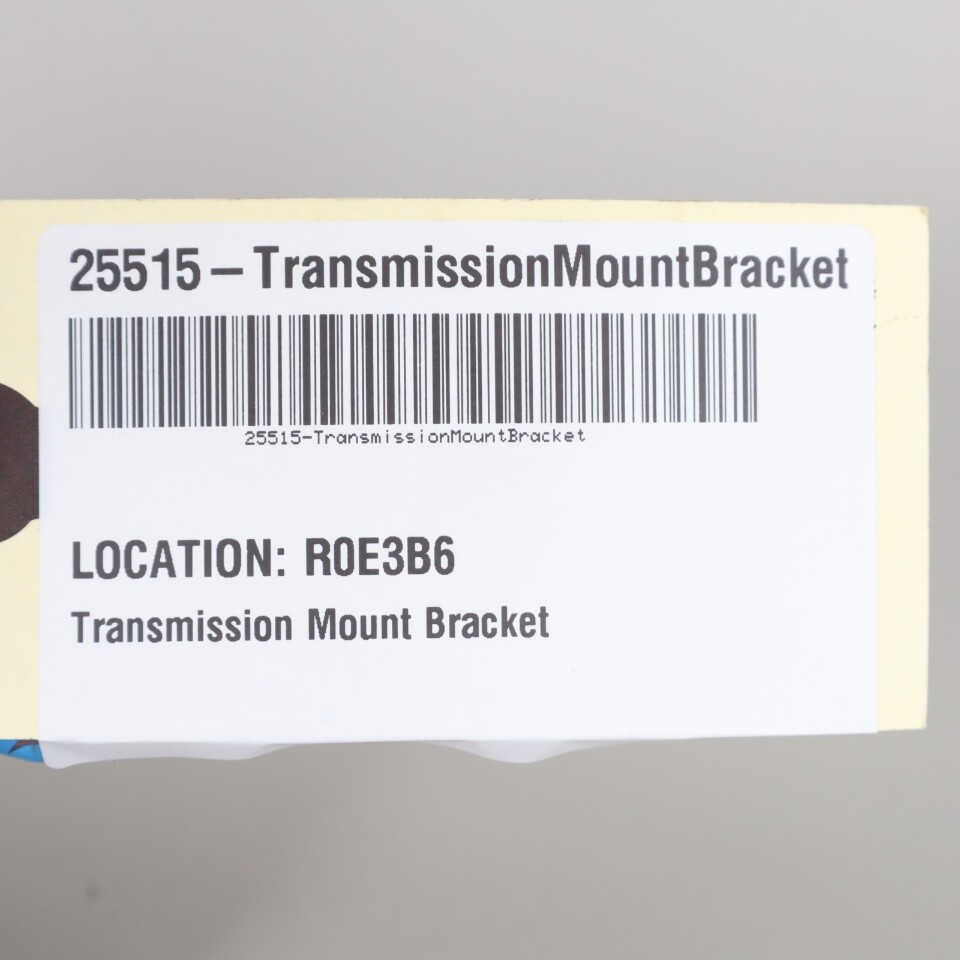 25515 – TransmissionMountBracket
25515-TransmissionMountBracket
LOCATION: R0E3B6
Transmission Mount Bracket